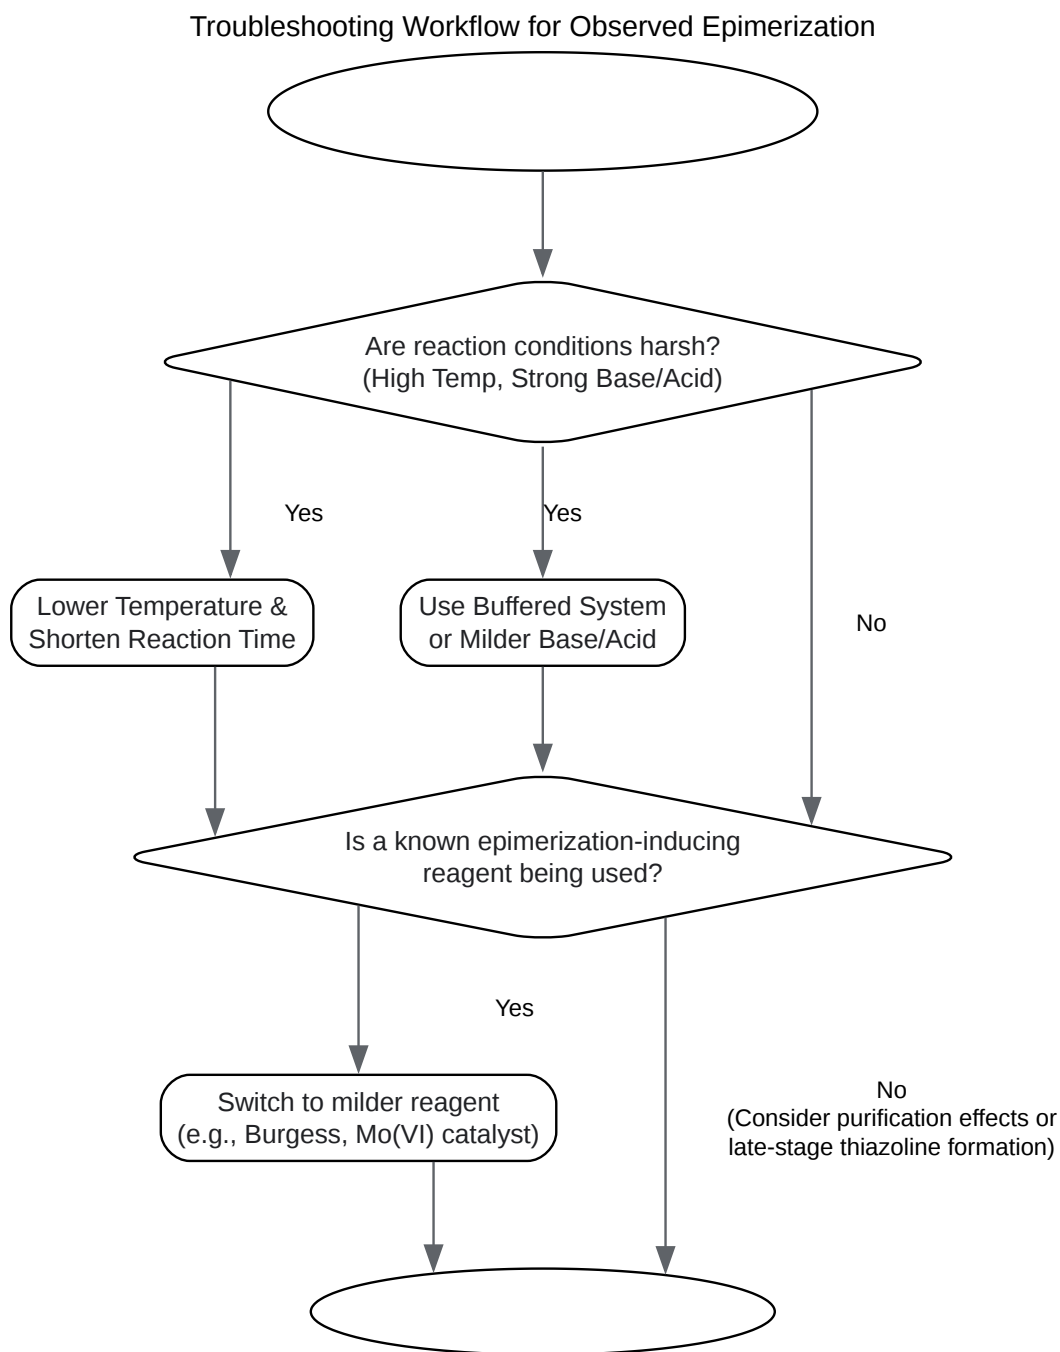 Troubleshooting Workflow for Observed Epimerization
Are reaction conditions harsh?
(High Temp, Strong Base/Acid)
Yes
Yes
Lower Temperature &
Shorten Reaction Time
Use Buffered System
or Milder Base/Acid
No
Is a known epimerization-inducing
reagent being used?
Yes
Switch to milder reagent
(e.g., Burgess, Mo(VI) catalyst)
No
(Consider purification effects or
late-stage thiazoline formation)